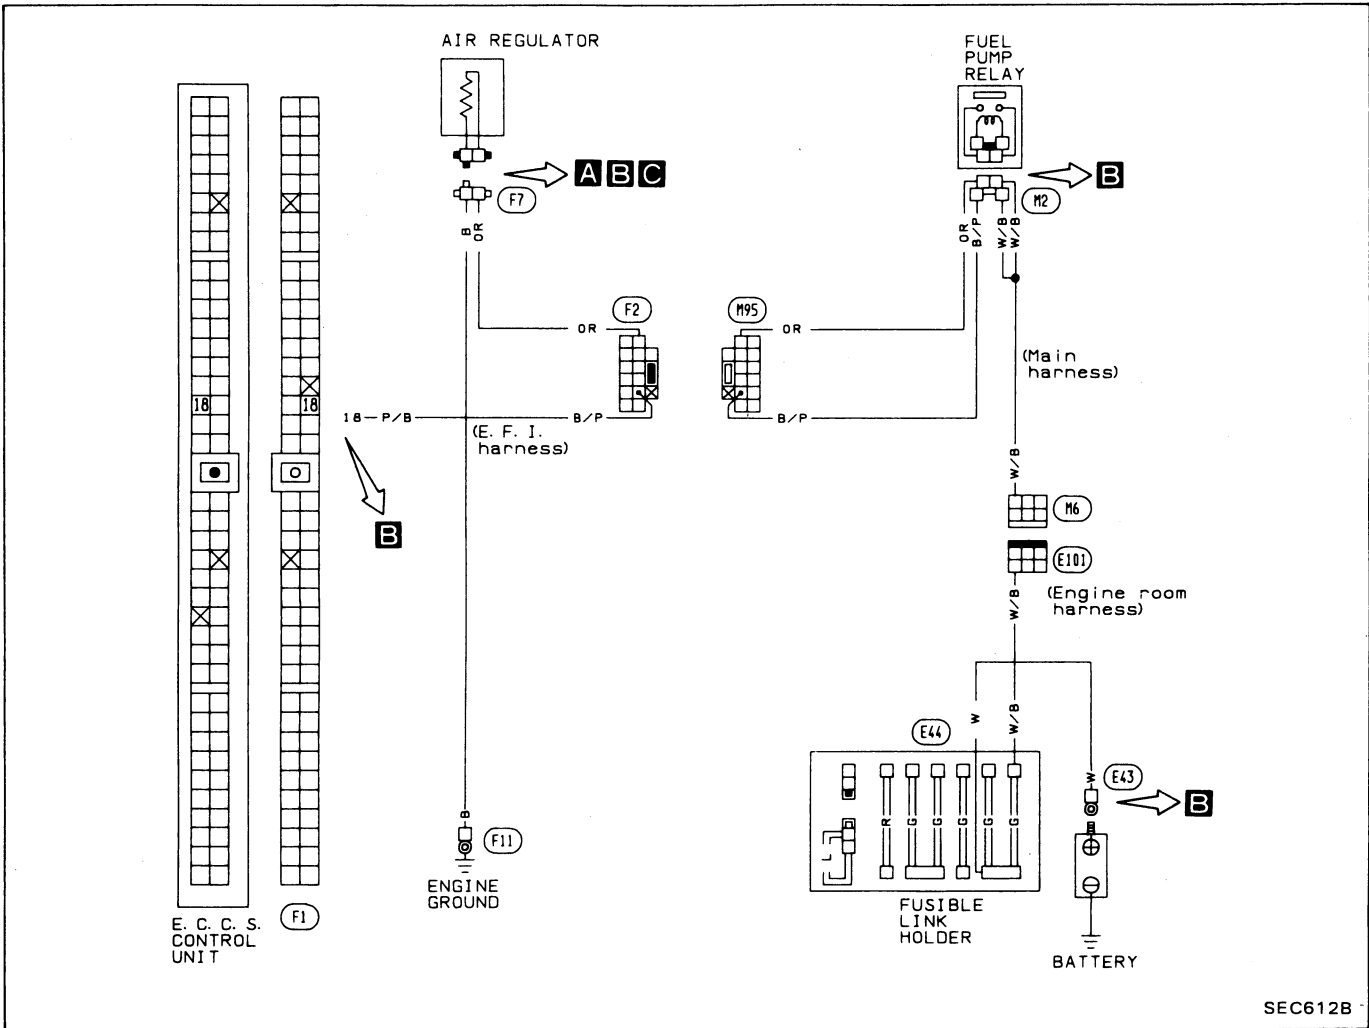 AIR REGULATOR
FUEL
PUMP
RELAY
A B C
B
F7
M2
B
OR
OR
B/P
W/B
W/B
F2
M95
OR
OR
(Main
harness)
18
18
18 P/B
B/P
B/P
(E. F. I.
harness)
W/B
M6
B
E101
W/B
(Engine room
harness)
W
W/B
E44
W
E43
B
R
G
G
G
G
G
L
B
F11
ENGINE
GROUND
F1
E. C. C. S.
CONTROL
UNIT
FUSIBLE
LINK
HOLDER
BATTERY
SEC612B